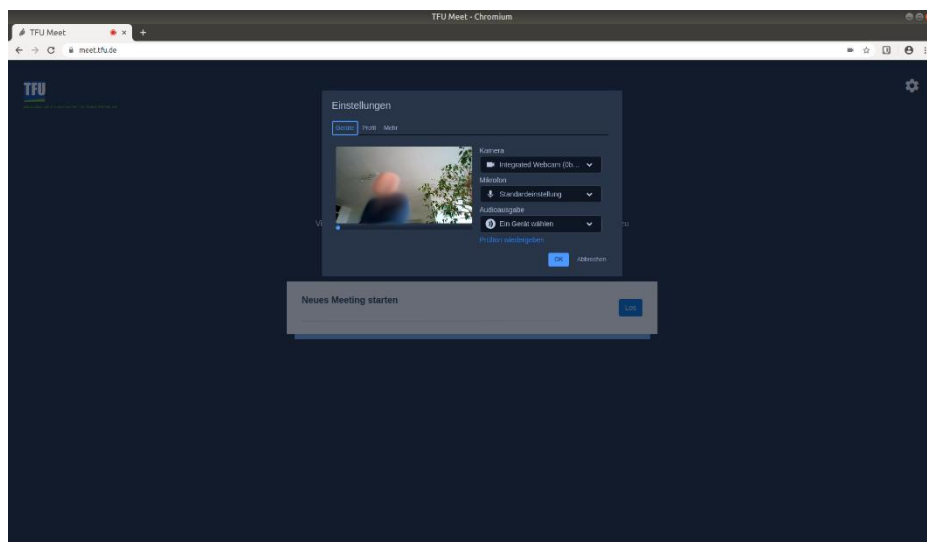 TFU Meet - Chromium
TFU Meet
meet.tfu.de
TFU
Einstellungen
Geräte Profil Mehr
Kamera
Integrated Webcam (0b...
Mikrofon
Standardeinstellung
Audioausgabe
Ein Gerät wählen
Prüfton wiedergeben
OK Abbrechen
Neues Meeting starten
Los